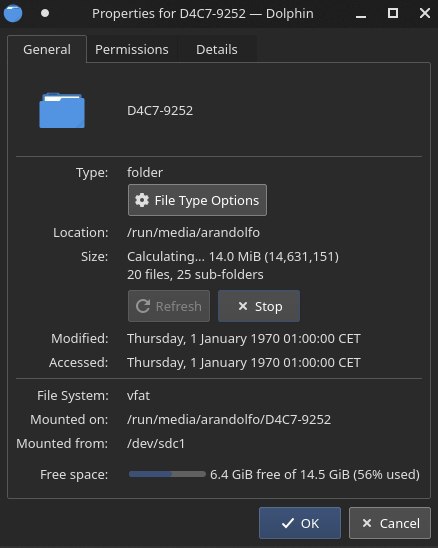 Properties for D4C7-9252 — Dolphin
General Permissions Details
D4C7-9252
Type: folder
File Type Options
Location: /run/media/arandolfo
Size: Calculating... 14.0 MiB (14,631,151)
20 files, 25 sub-folders
Refresh Stop
Modified: Thursday, 1 January 1970 01:00:00 CET
Accessed: Thursday, 1 January 1970 01:00:00 CET
File System: vfat
Mounted on: /run/media/arandolfo/D4C7-9252
Mounted from: /dev/sdc1
Free space: 6.4 GiB free of 14.5 GiB (56% used)
OK Cancel